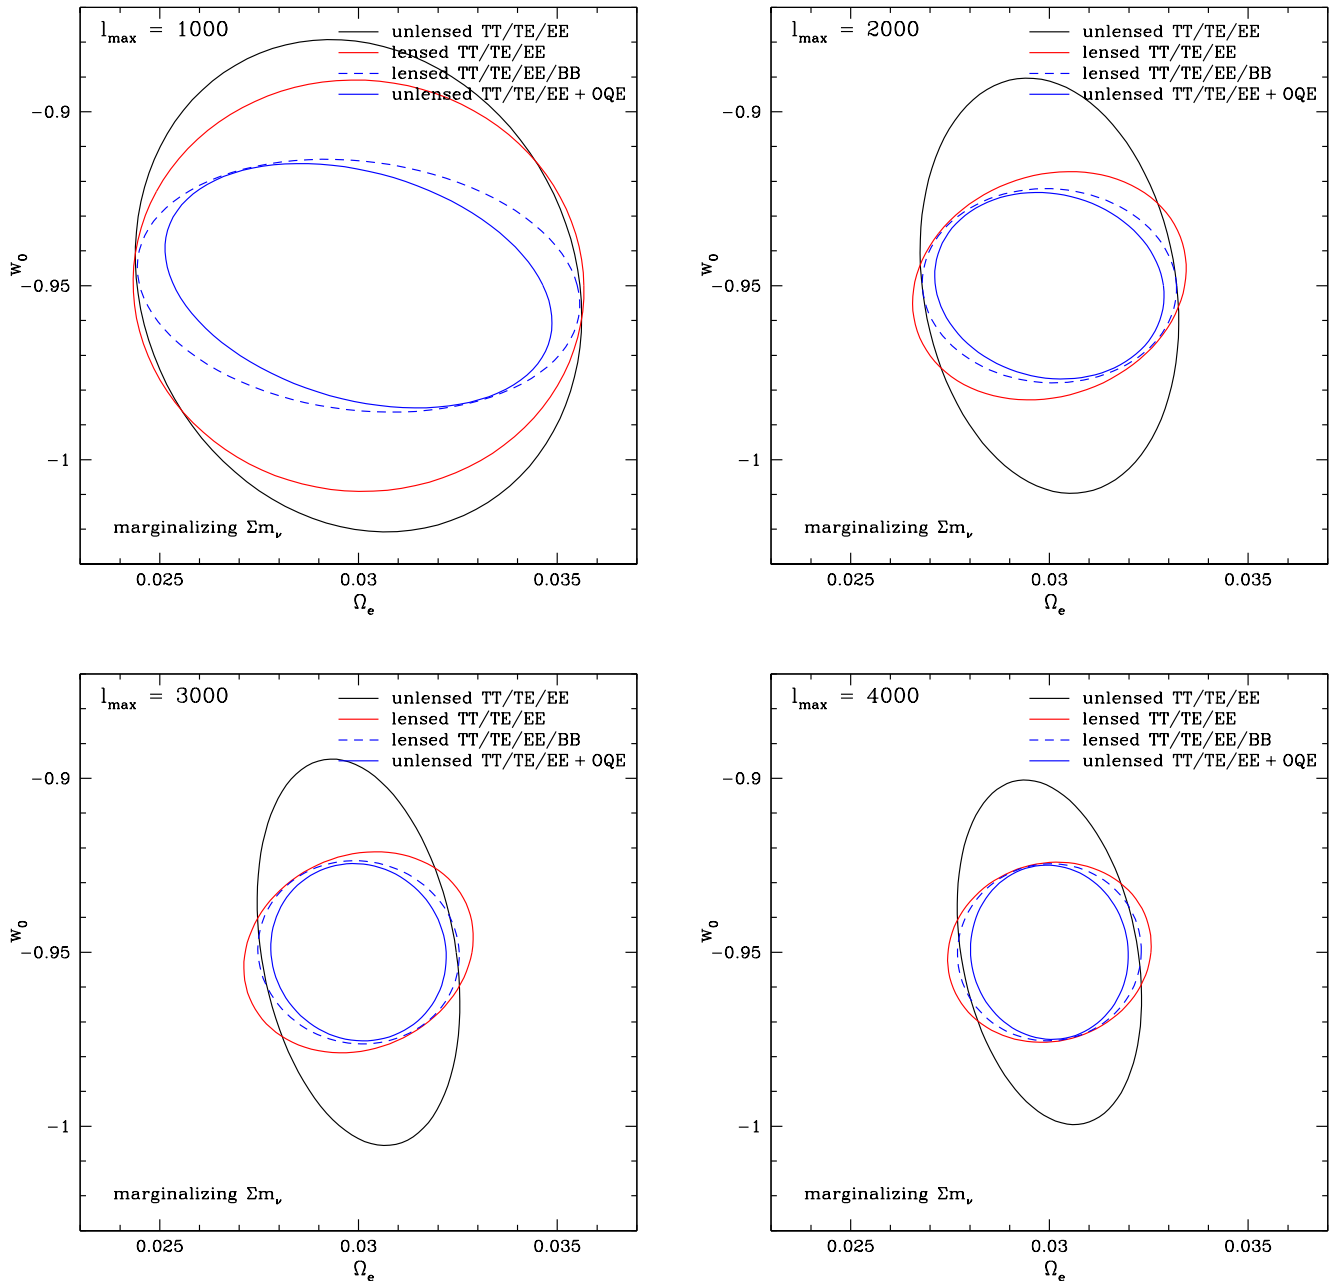 l_max = 1000
unlensed TT/TE/EE
lensed TT/TE/EE
lensed TT/TE/EE/BB
unlensed TT/TE/EE + OQE
−0.9
−0.95
−1
w_0
marginalizing Σm_ν
0.025
0.03
0.035
Ω_e
l_max = 2000
unlensed TT/TE/EE
lensed TT/TE/EE
lensed TT/TE/EE/BB
unlensed TT/TE/EE + OQE
−0.9
−0.95
−1
w_0
marginalizing Σm_ν
0.025
0.03
0.035
Ω_e
l_max = 3000
unlensed TT/TE/EE
lensed TT/TE/EE
lensed TT/TE/EE/BB
unlensed TT/TE/EE + OQE
−0.9
−0.95
−1
w_0
marginalizing Σm_ν
0.025
0.03
0.035
Ω_e
l_max = 4000
unlensed TT/TE/EE
lensed TT/TE/EE
lensed TT/TE/EE/BB
unlensed TT/TE/EE + OQE
−0.9
−0.95
−1
w_0
marginalizing Σm_ν
0.025
0.03
0.035
Ω_e